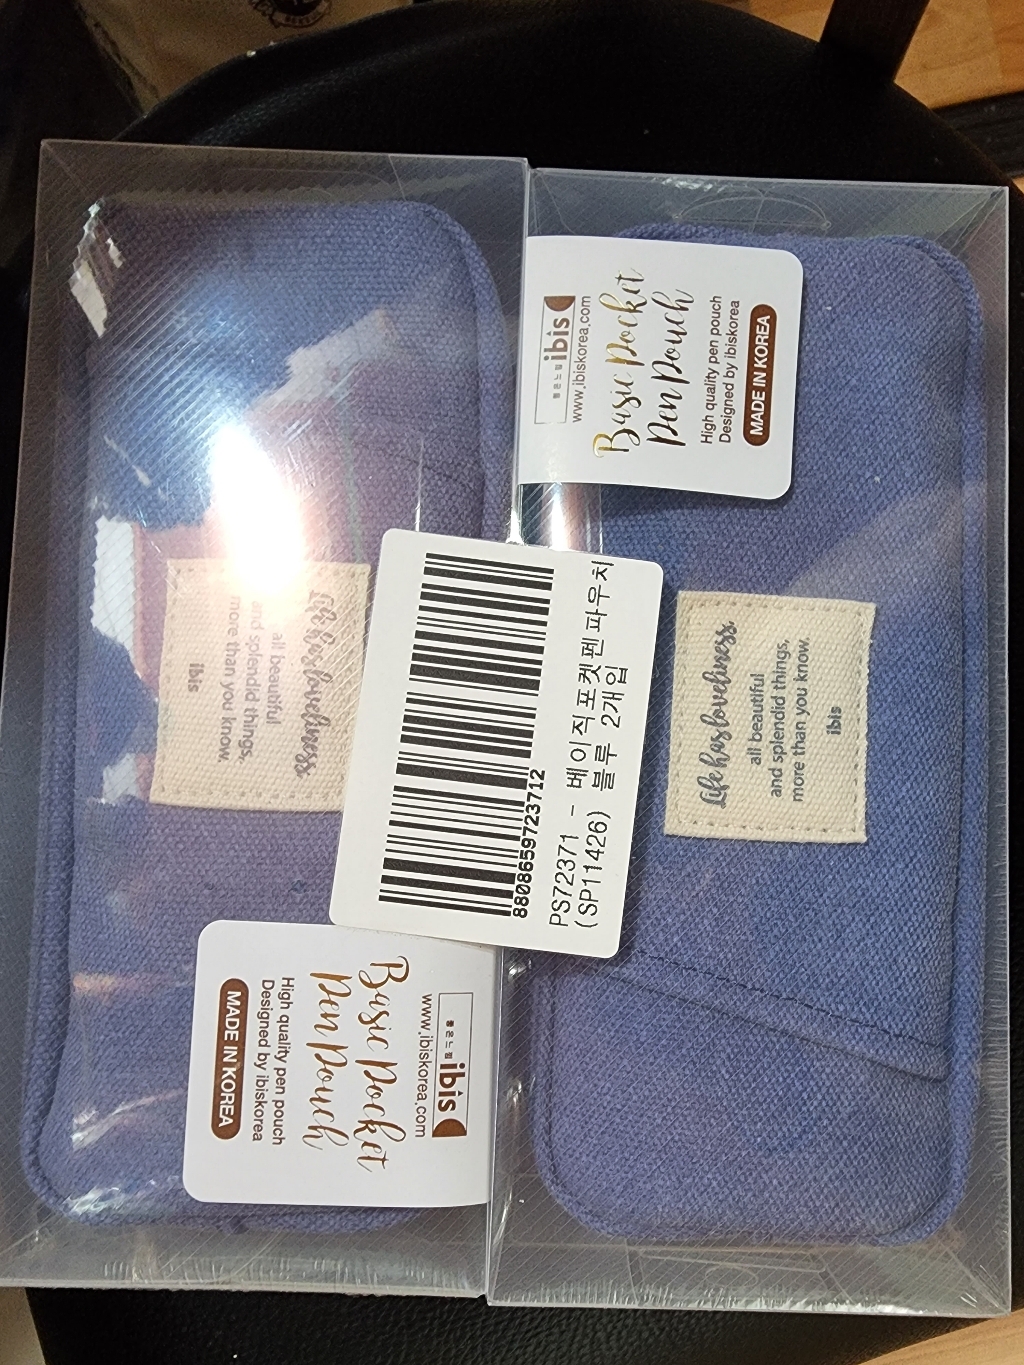 ibis
www.ibiskorea.com
Basic Pocket
Pen Pouch
High quality pen pouch
Designed by ibiskorea
MADE IN KOREA
8808659723712
PS72371 - 베이직포켓펜파우치
(SP11426) 블루 2개입
Life has loveliness.
all beautiful
and splendid things,
more than you know.
ibis
Life has loveliness.
all beautiful
and splendid things,
more than you know.
ibis
ibis
www.ibiskorea.com
Basic Pocket
Pen Pouch
High quality pen pouch
Designed by ibiskorea
MADE IN KOREA